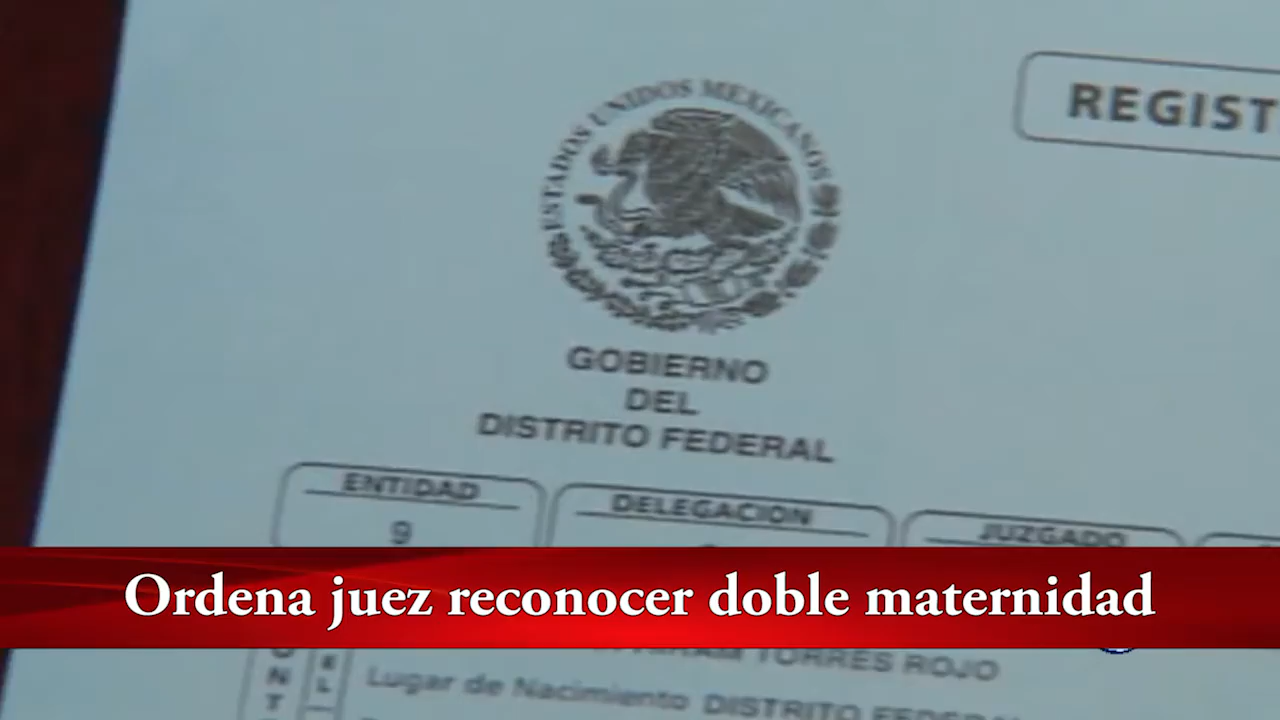 ESTADOS UNIDOS MEXICANOS
REGIST
GOBIERNO
DEL
DISTRITO FEDERAL
ENTIDAD
DELEGACION
JUZGADO
9
Ordena juez reconocer doble maternidad
TORRES ROJO
Lugar de Nacimiento DISTRITO FEDERAL